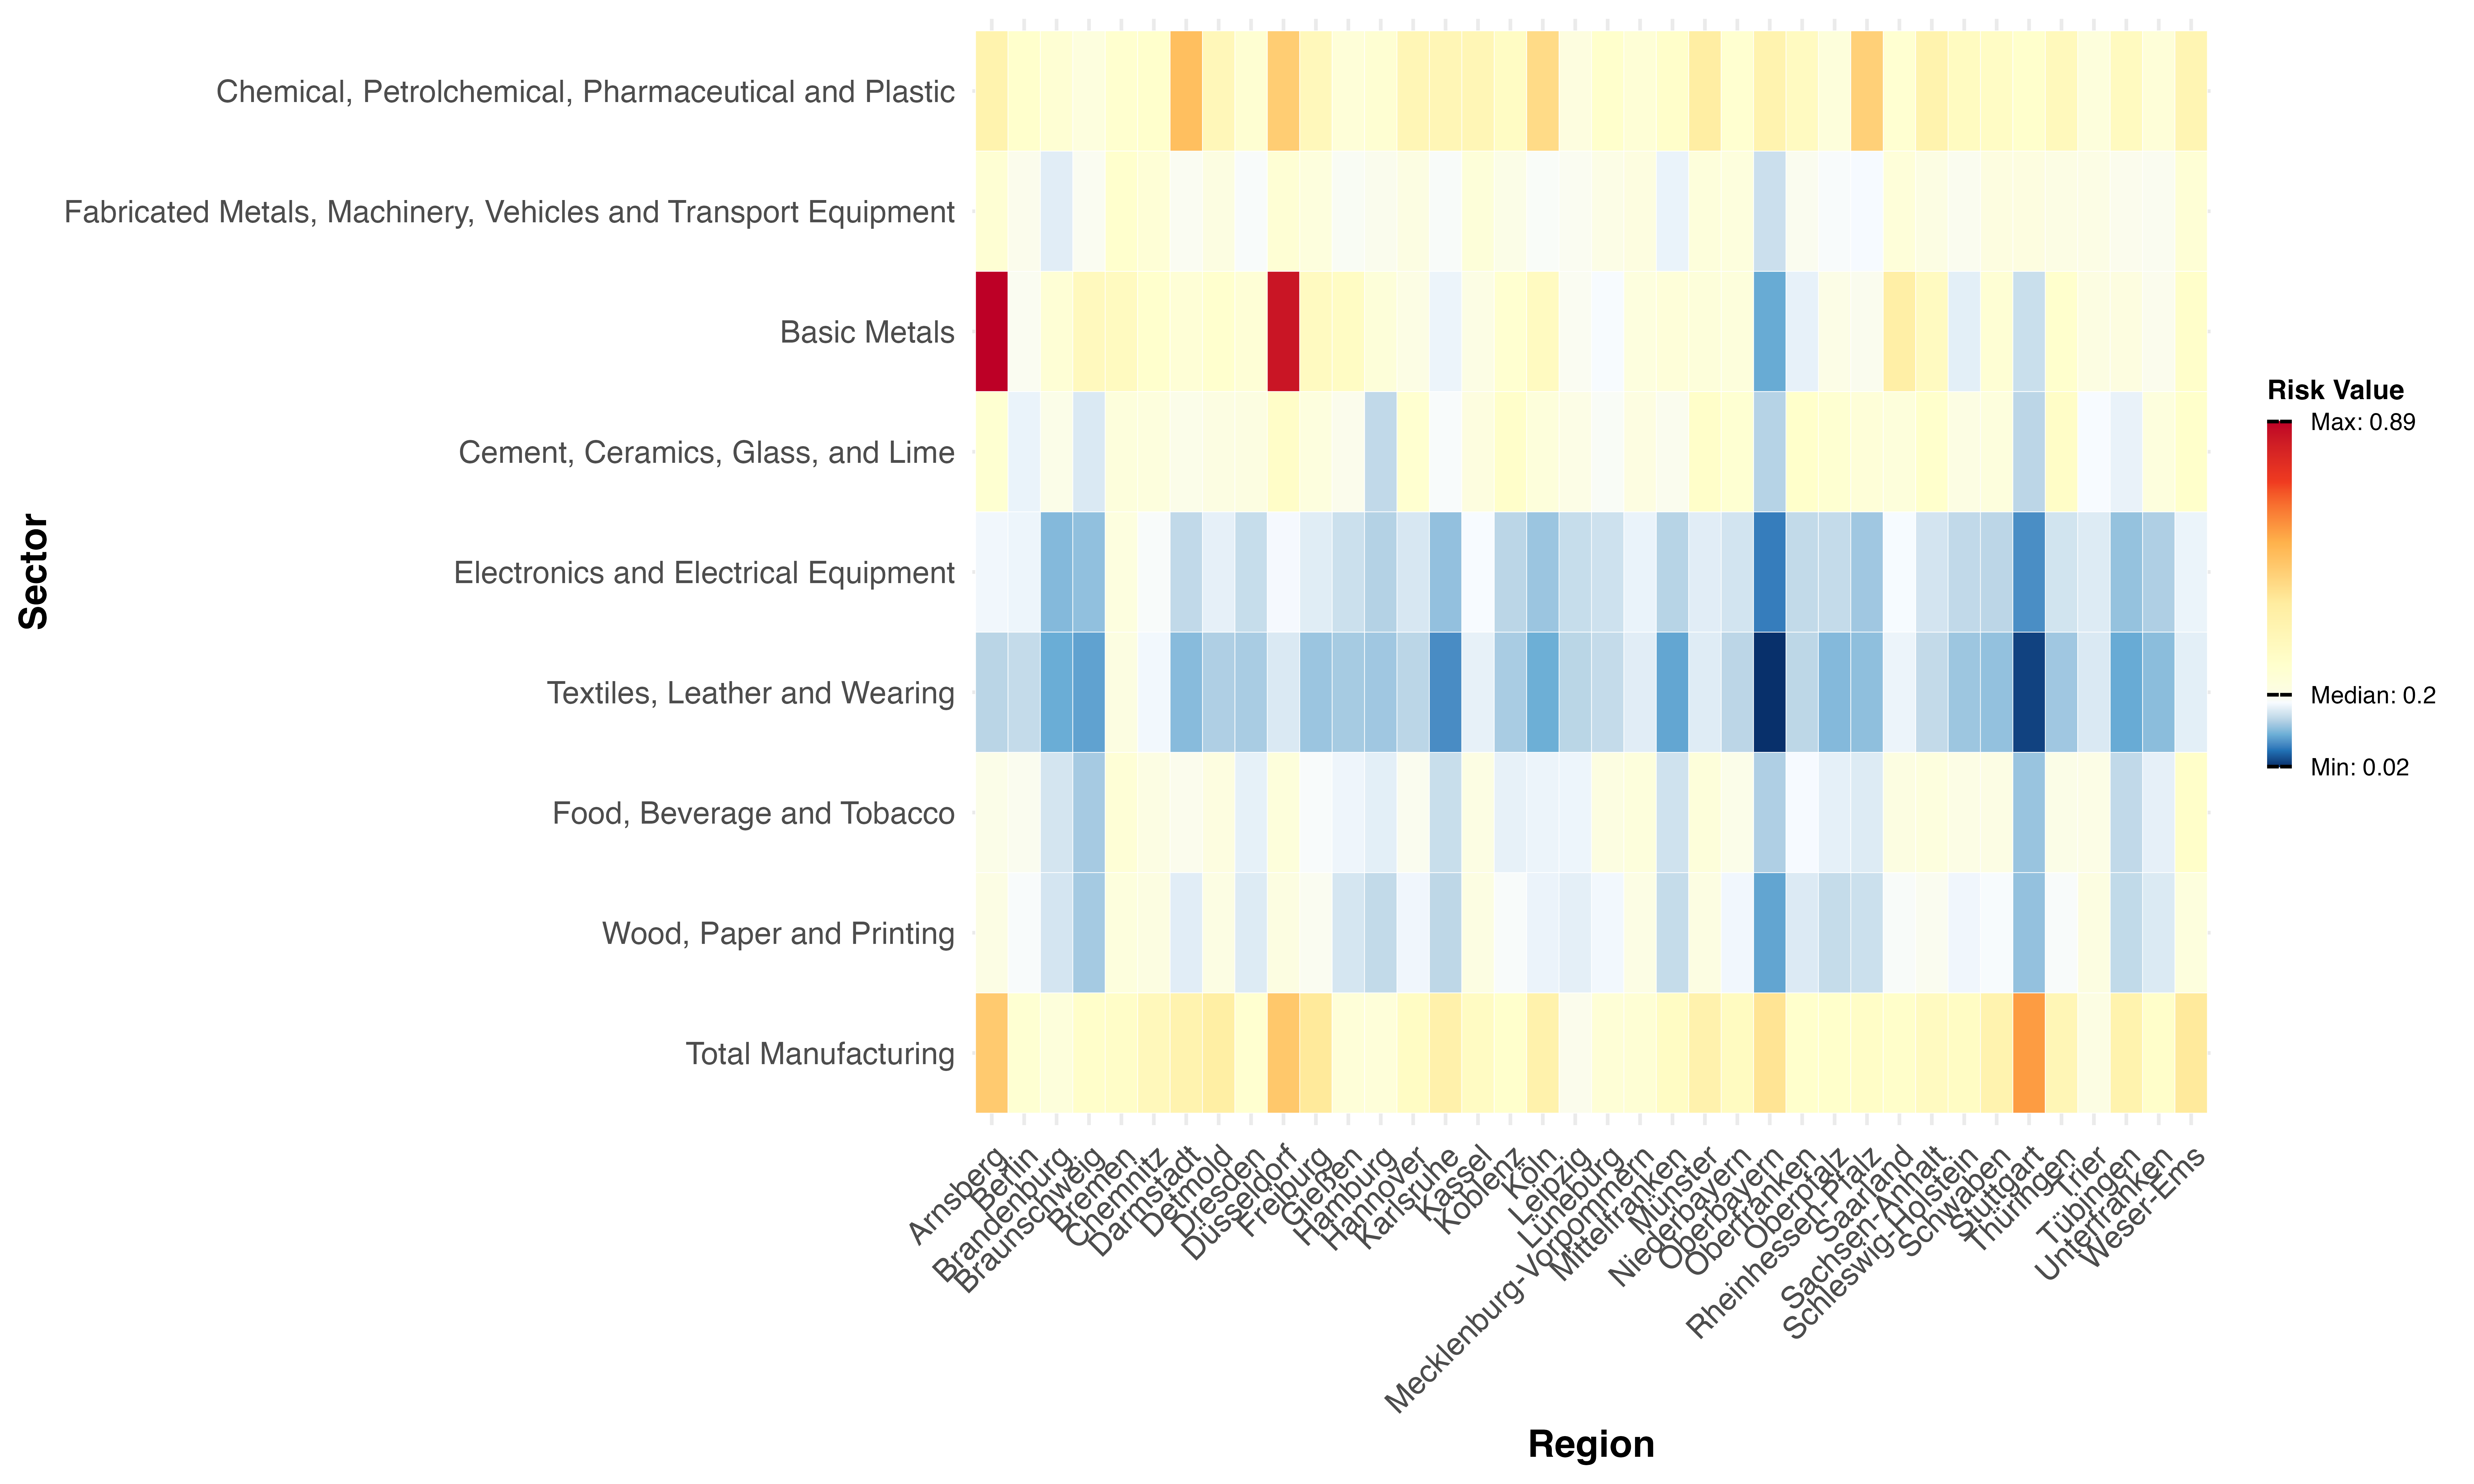 Chemical, Petrolchemical, Pharmaceutical and Plastic
Fabricated Metals, Machinery, Vehicles and Transport Equipment
Basic Metals
Cement, Ceramics, Glass, and Lime
Electronics and Electrical Equipment
Textiles, Leather and Wearing
Food, Beverage and Tobacco
Wood, Paper and Printing
Total Manufacturing
Sector
Arnsberg
Berlin
Brandenburg
Braunschweig
Bremen
Chemnitz
Darmstadt
Detmold
Dresden
Düsseldorf
Freiburg
Gießen
Hamburg
Hannover
Karlsruhe
Kassel
Koblenz
Köln
Leipzig
Lüneburg
Mecklenburg-Vorpommern
Mittelfranken
Münster
Niederbayern
Oberbayern
Oberfranken
Oberpfalz
Rheinhessen-Pfalz
Saarland
Sachsen-Anhalt
Schleswig-Holstein
Schwaben
Stuttgart
Thüringen
Trier
Tübingen
Unterfranken
Weser-Ems
Region
Risk Value
Max: 0.89
Median: 0.2
Min: 0.02